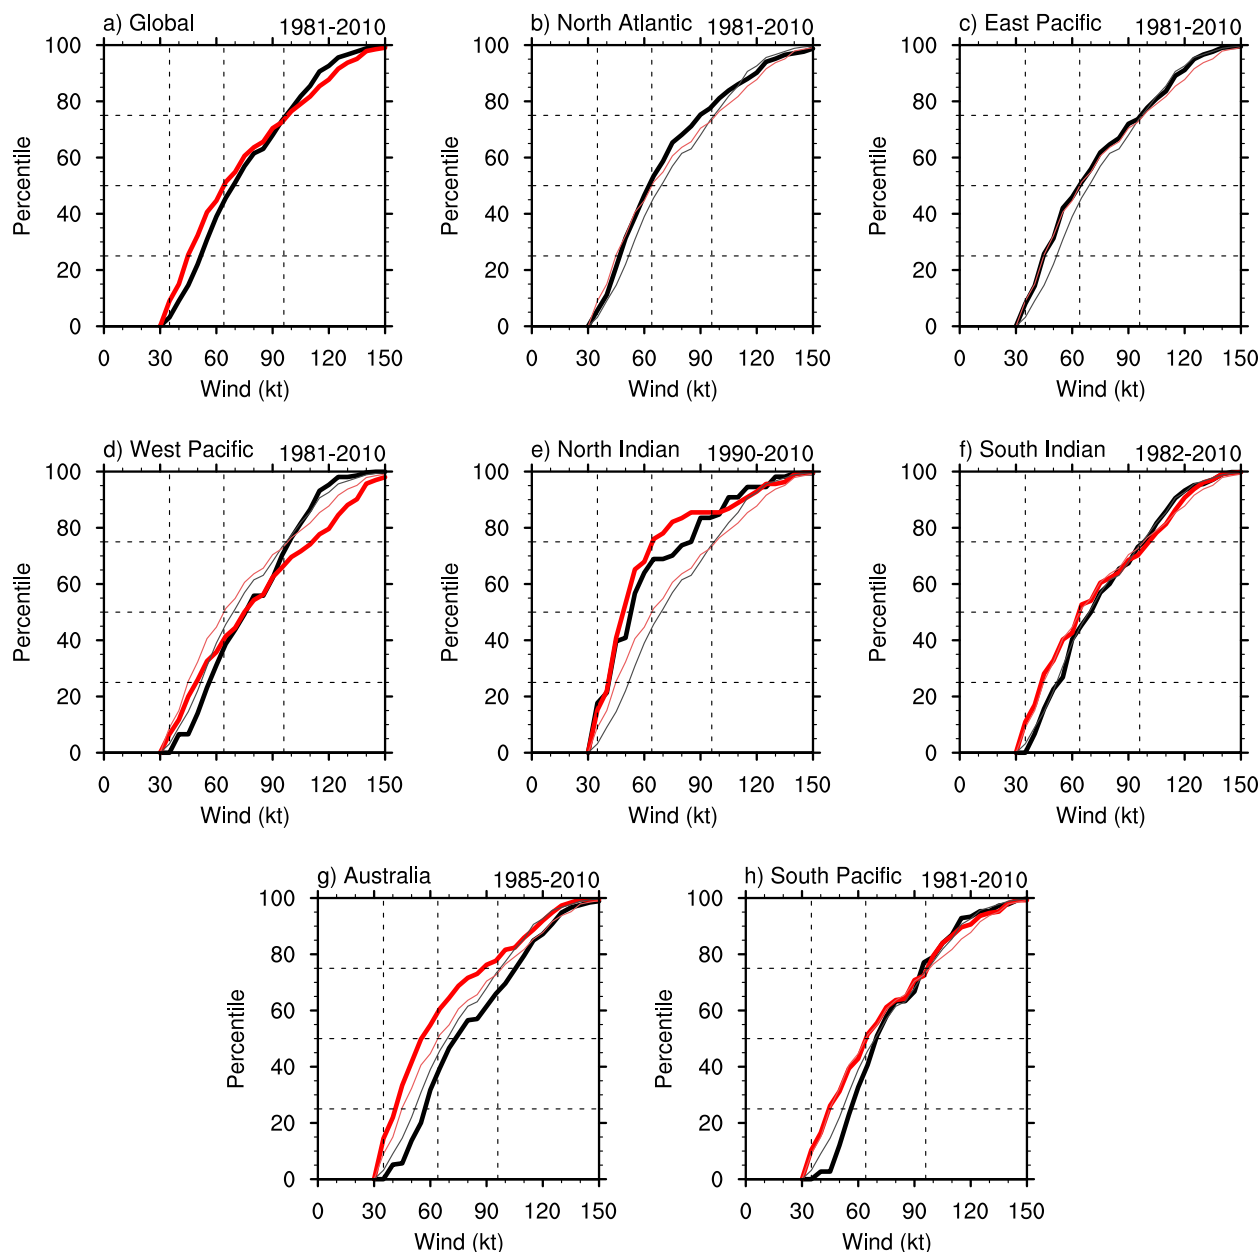 a) Global 1981-2010
b) North Atlantic 1981-2010
c) East Pacific 1981-2010
100 100 100
80 80 80
60 60 60
40 40 40
20 20 20
0 0 0
Percentile Percentile Percentile
0 30 60 90 120 150 0 30 60 90 120 150 0 30 60 90 120 150
Wind (kt) Wind (kt) Wind (kt)
d) West Pacific 1981-2010
e) North Indian 1990-2010
f) South Indian 1982-2010
100 100 100
80 80 80
60 60 60
40 40 40
20 20 20
0 0 0
Percentile Percentile Percentile
0 30 60 90 120 150 0 30 60 90 120 150 0 30 60 90 120 150
Wind (kt) Wind (kt) Wind (kt)
g) Australia 1985-2010
h) South Pacific 1981-2010
100 100
80 80
60 60
40 40
20 20
0 0
Percentile Percentile
0 30 60 90 120 150 0 30 60 90 120 150
Wind (kt) Wind (kt)